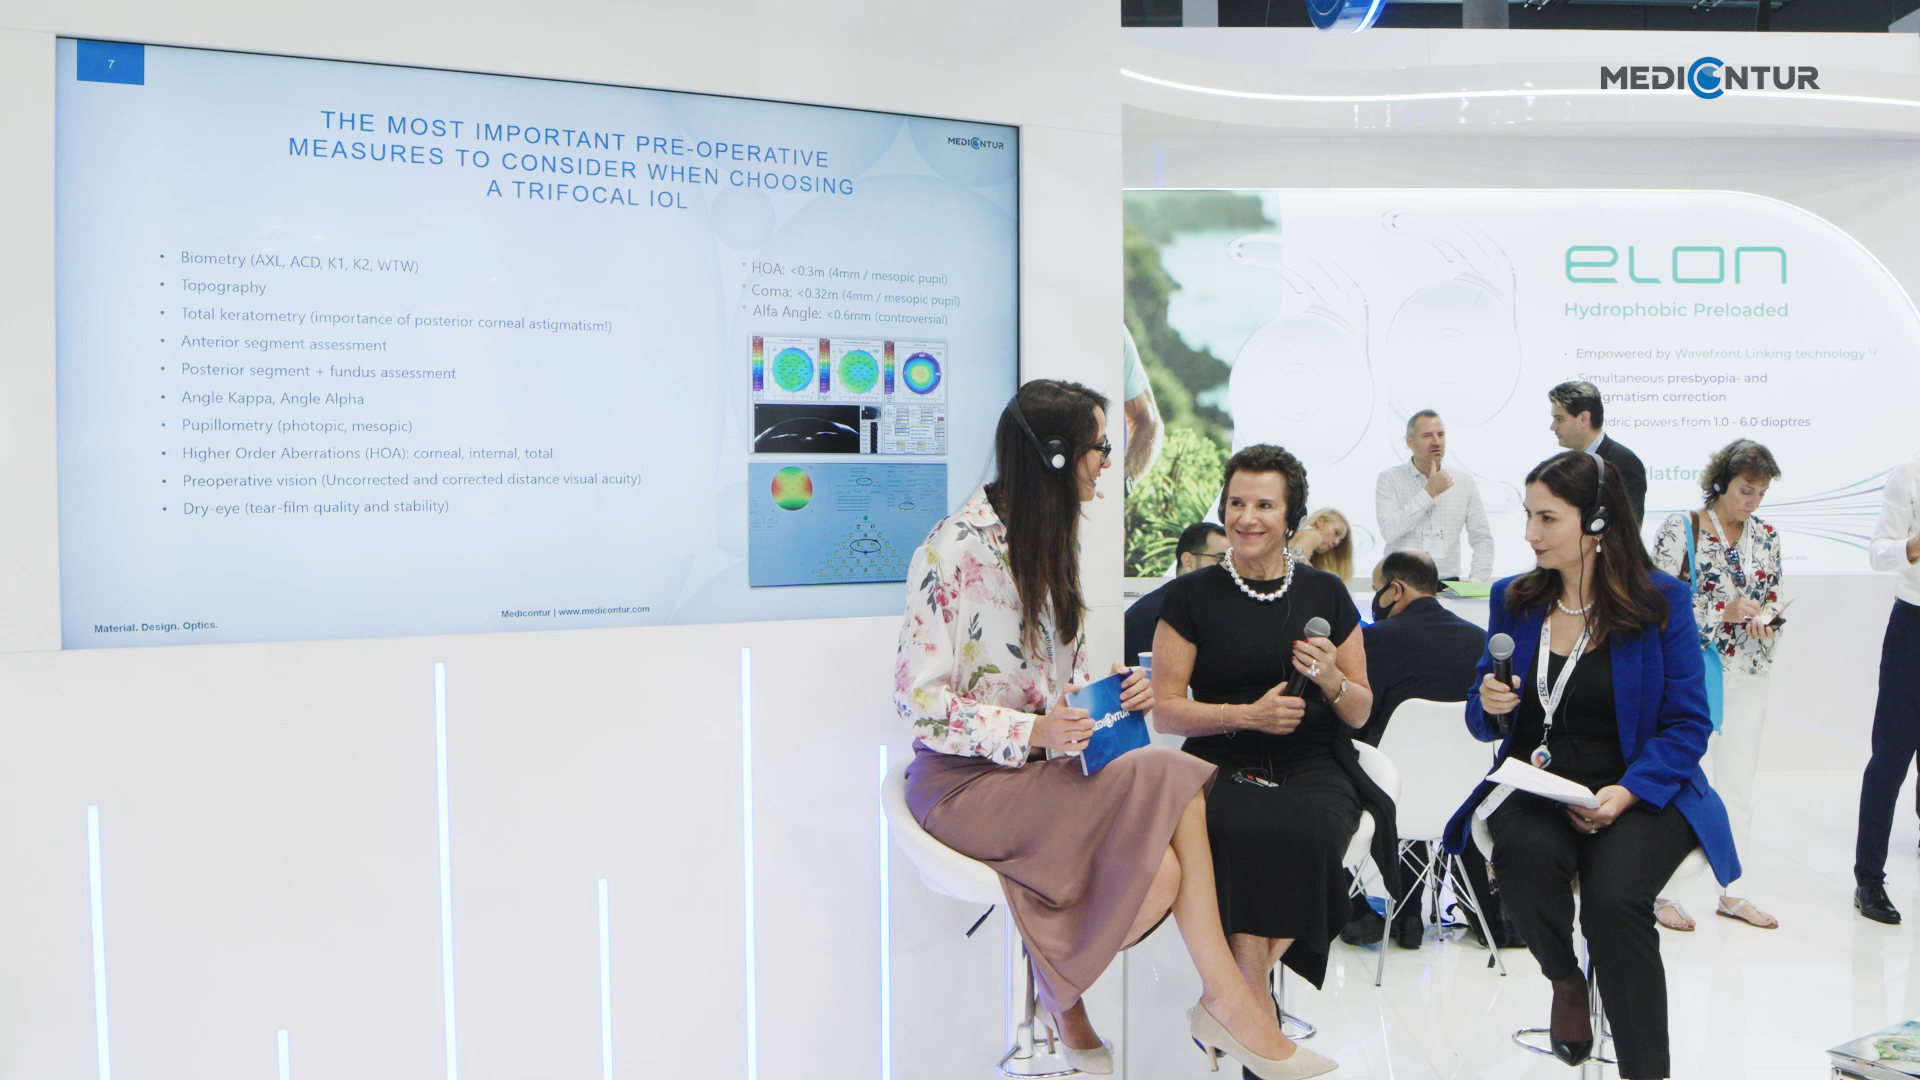 7
THE MOST IMPORTANT PRE-OPERATIVE
MEASURES TO CONSIDER WHEN CHOOSING
A TRIFOCAL IOL
MEDICONTUR
• Biometry (AXL, ACD, K1, K2, WTW)
• Topography
• Total keratometry (importance of posterior corneal astigmatism!)
• Anterior segment assessment
• Posterior segment + fundus assessment
• Angle Kappa, Angle Alpha
• Pupillometry (photopic, mesopic)
• Higher Order Aberrations (HOA): corneal, internal, total
• Preoperative vision (Uncorrected and corrected distance visual acuity)
• Dry-eye (tear-film quality and stability)
• HOA: <0.3m (4mm / mesopic pupil)
• Coma: <0.32m (4mm / mesopic pupil)
• Alfa Angle: <0.6mm (controversial)
Material. Design. Optics.
Medicontur | www.medicontur.com
MEDICONTUR
elon
Hydrophobic Preloaded
• Empowered by Wavefront Linking technology 1,2
• Simultaneous presbyopia- and
gmatism correction
ndric powers from 1.0 - 6.0 dioptres
latfor
EDICONTUR
ESCRS